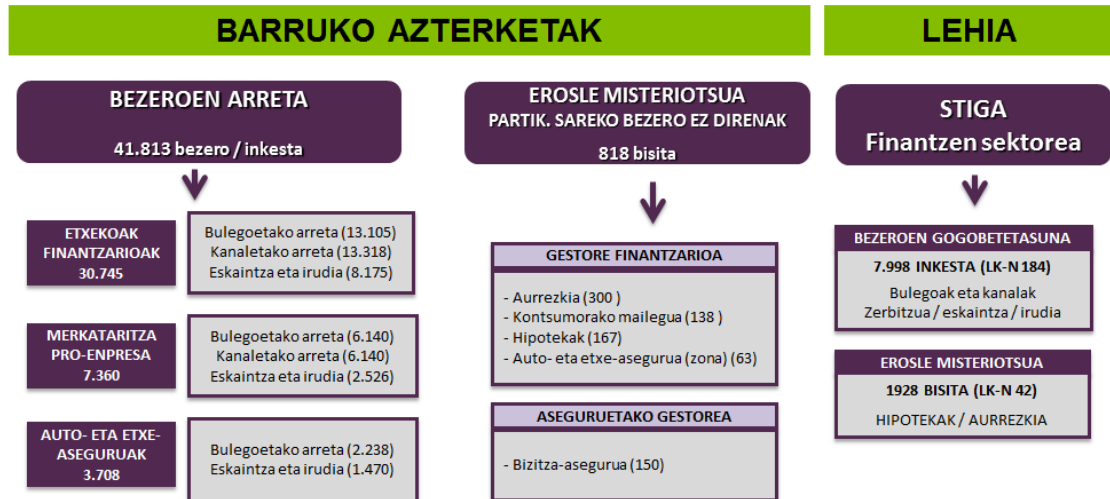 BARRUKO AZTERKETAK
LEHIA
BEZEROEN ARRETA
41.813 bezero / inkesta
ETXEKOAK
FINANTZARIOAK
30.745
Bulegoetako arreta (13.105)
Kanaletako arreta (13.318)
Eskaintza eta irudia (8.175)
MERKATARITZA
PRO-ENPRESA
7.360
Bulegoetako arreta (6.140)
Kanaletako arreta (6.140)
Eskaintza eta irudia (2.526)
AUTO- ETA ETXE-
ASEGURUAK
3.708
Bulegoetako arreta (2.238)
Eskaintza eta irudia (1.470)
EROSLE MISTERIOTSUA
PARTIK. SAREKO BEZERO EZ DIRENAK
818 bisita
GESTORE FINANTZARIOA
- Aurrezkia (300 )
- Kontsumorako mailegua (138 )
- Hipotekak (167)
- Auto- eta etxe-asegurua (zona) (63)
ASEGURUETAKO GESTOREA
- Bizitza-asegurua (150)
STIGA
Finantzen sektorea
BEZEROEN GOGOBETETASUNA
7.998 INKESTA (LK-N 184)
Bulegoak eta kanalak
Zerbitzua / eskaintza / irudia
EROSLE MISTERIOTSUA
1928 BISITA (LK-N 42)
HIPOTEKAK / AURREZKIA